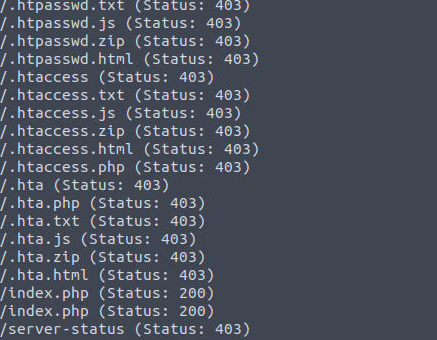 /.htpasswd.txt (Status: 403)
/.htpasswd.js (Status: 403)
/.htpasswd.zip (Status: 403)
/.htpasswd.html (Status: 403)
/.htaccess (Status: 403)
/.htaccess.txt (Status: 403)
/.htaccess.js (Status: 403)
/.htaccess.zip (Status: 403)
/.htaccess.html (Status: 403)
/.htaccess.php (Status: 403)
/.hta (Status: 403)
/.hta.php (Status: 403)
/.hta.txt (Status: 403)
/.hta.js (Status: 403)
/.hta.zip (Status: 403)
/.hta.html (Status: 403)
/index.php (Status: 200)
/index.php (Status: 200)
/server-status (Status: 403)